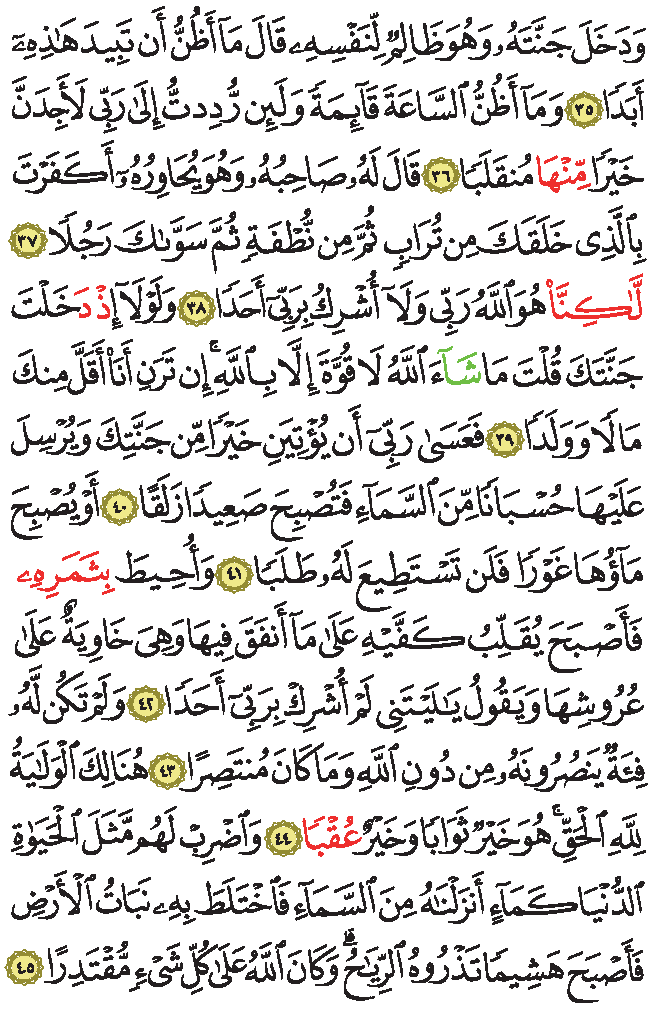 وَدَخَلَ جَنَّتَهُۥ وَهُوَ ظَالِمٌ لِّنَفْسِهِۦ قَالَ مَآ أَظُنُّ أَن تَبِيدَ هَٰذِهِۦٓ
أَبَدًا ٣٥ وَمَآ أَظُنُّ ٱلسَّاعَةَ قَآئِمَةً وَلَئِن رُّدِدتُّ إِلَىٰ رَبِّى لَأَجِدَنَّ
خَيْرًا مِّنْهَا مُنقَلَبًا ٣٦ قَالَ لَهُۥ صَاحِبُهُۥ وَهُوَ يُحَاوِرُهُۥٓ أَكَفَرْتَ
بِٱلَّذِى خَلَقَكَ مِن تُرَابٍ ثُمَّ مِن نُّطْفَةٍ ثُمَّ سَوَّىٰكَ رَجُلًا ٣٧
لَّٰكِنَّا۠ هُوَ ٱللَّهُ رَبِّى وَلَآ أُشْرِكُ بِرَبِّىٓ أَحَدًا ٣٨ وَلَوْلَآ إِذْ دَخَلْتَ
جَنَّتَكَ قُلْتَ مَا شَآءَ ٱللَّهُ لَا قُوَّةَ إِلَّا بِٱللَّهِ ۚ إِن تَرَنِ أَنَا۠ أَقَلَّ مِنكَ
مَالًا وَوَلَدًا ٣٩ فَعَسَىٰ رَبِّىٓ أَن يُؤْتِيَنِ خَيْرًا مِّن جَنَّتِكَ وَيُرْسِلَ
عَلَيْهَا حُسْبَانًا مِّنَ ٱلسَّمَآءِ فَتُصْبِحَ صَعِيدًا زَلَقًا ٤٠ أَوْ يُصْبِحَ
مَآؤُهَا غَوْرًا فَلَن تَسْتَطِيعَ لَهُۥ طَلَبًا ٤١ وَأُحِيطَ بِثَمَرِهِۦ
فَأَصْبَحَ يُقَلِّبُ كَفَّيْهِ عَلَىٰ مَآ أَنفَقَ فِيهَا وَهِىَ خَاوِيَةٌ عَلَىٰ
عُرُوشِهَا وَيَقُولُ يَٰلَيْتَنِى لَمْ أُشْرِكْ بِرَبِّىٓ أَحَدًا ٤٢ وَلَمْ تَكُن لَّهُۥ
فِئَةٌ يَنصُرُونَهُۥ مِن دُونِ ٱللَّهِ وَمَا كَانَ مُنتَصِرًا ٤٣ هُنَالِكَ ٱلْوَلَٰيَةُ
لِلَّهِ ٱلْحَقِّ ۚ هُوَ خَيْرٌ ثَوَابًا وَخَيْرٌ عُقْبًا ٤٤ وَٱضْرِبْ لَهُم مَّثَلَ ٱلْحَيَوٰةِ
ٱلدُّنْيَا كَمَآءٍ أَنزَلْنَٰهُ مِنَ ٱلسَّمَآءِ فَٱخْتَلَطَ بِهِۦ نَبَاتُ ٱلْأَرْضِ
فَأَصْبَحَ هَشِيمًا تَذْرُوهُ ٱلرِّيَٰحُ ۗ وَكَانَ ٱللَّهُ عَلَىٰ كُلِّ شَىْءٍ مُّقْتَدِرًا ٤٥